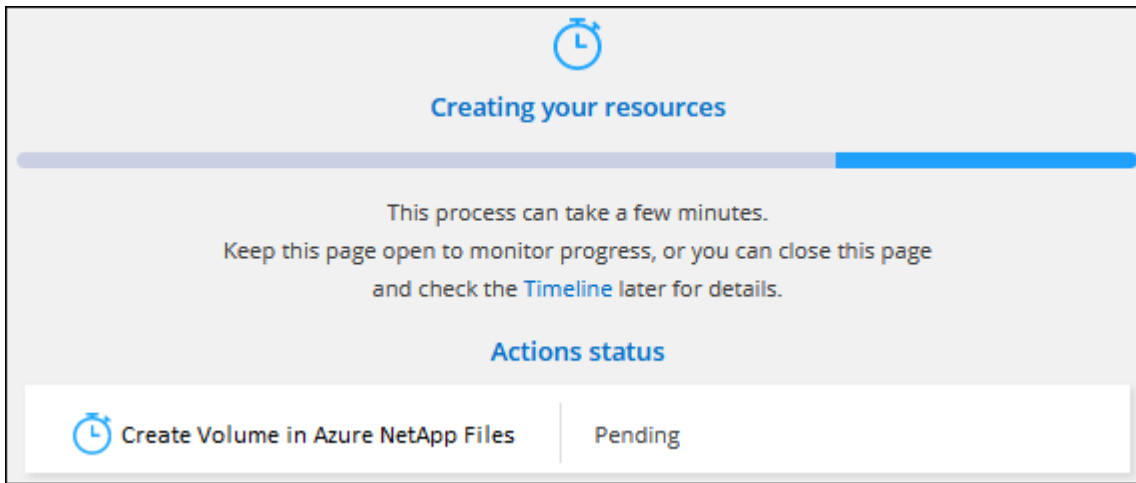 Creating your resources
This process can take a few minutes.
Keep this page open to monitor progress, or you can close this page
and check the Timeline later for details.
Actions status
Create Volume in Azure NetApp Files Pending